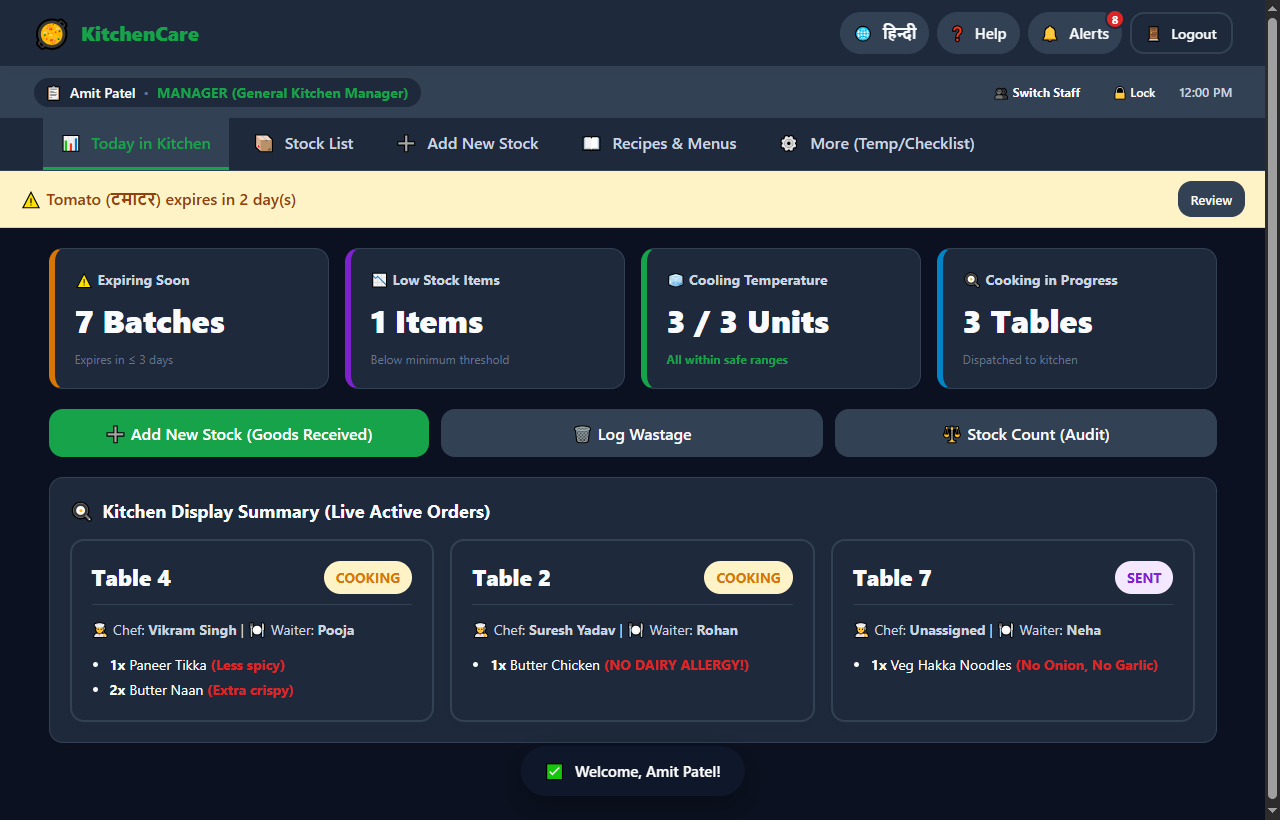 KitchenCare
हिन्दी
Help
Alerts
8
Logout
Amit Patel • MANAGER (General Kitchen Manager)
Switch Staff
Lock
12:00 PM
Today in Kitchen
Stock List
Add New Stock
Recipes & Menus
More (Temp/Checklist)
Tomato (टमाटर) expires in 2 day(s)
Review
Expiring Soon
7 Batches
Expires in ≤ 3 days
Low Stock Items
1 Items
Below minimum threshold
Cooling Temperature
3 / 3 Units
All within safe ranges
Cooking in Progress
3 Tables
Dispatched to kitchen
Add New Stock (Goods Received)
Log Wastage
Stock Count (Audit)
Kitchen Display Summary (Live Active Orders)
Table 4
COOKING
Chef: Vikram Singh | Waiter: Pooja
• 1x Paneer Tikka (Less spicy)
• 2x Butter Naan (Extra crispy)
Table 2
COOKING
Chef: Suresh Yadav | Waiter: Rohan
• 1x Butter Chicken (NO DAIRY ALLERGY!)
Table 7
SENT
Chef: Unassigned | Waiter: Neha
• 1x Veg Hakka Noodles (No Onion, No Garlic)
Welcome, Amit Patel!